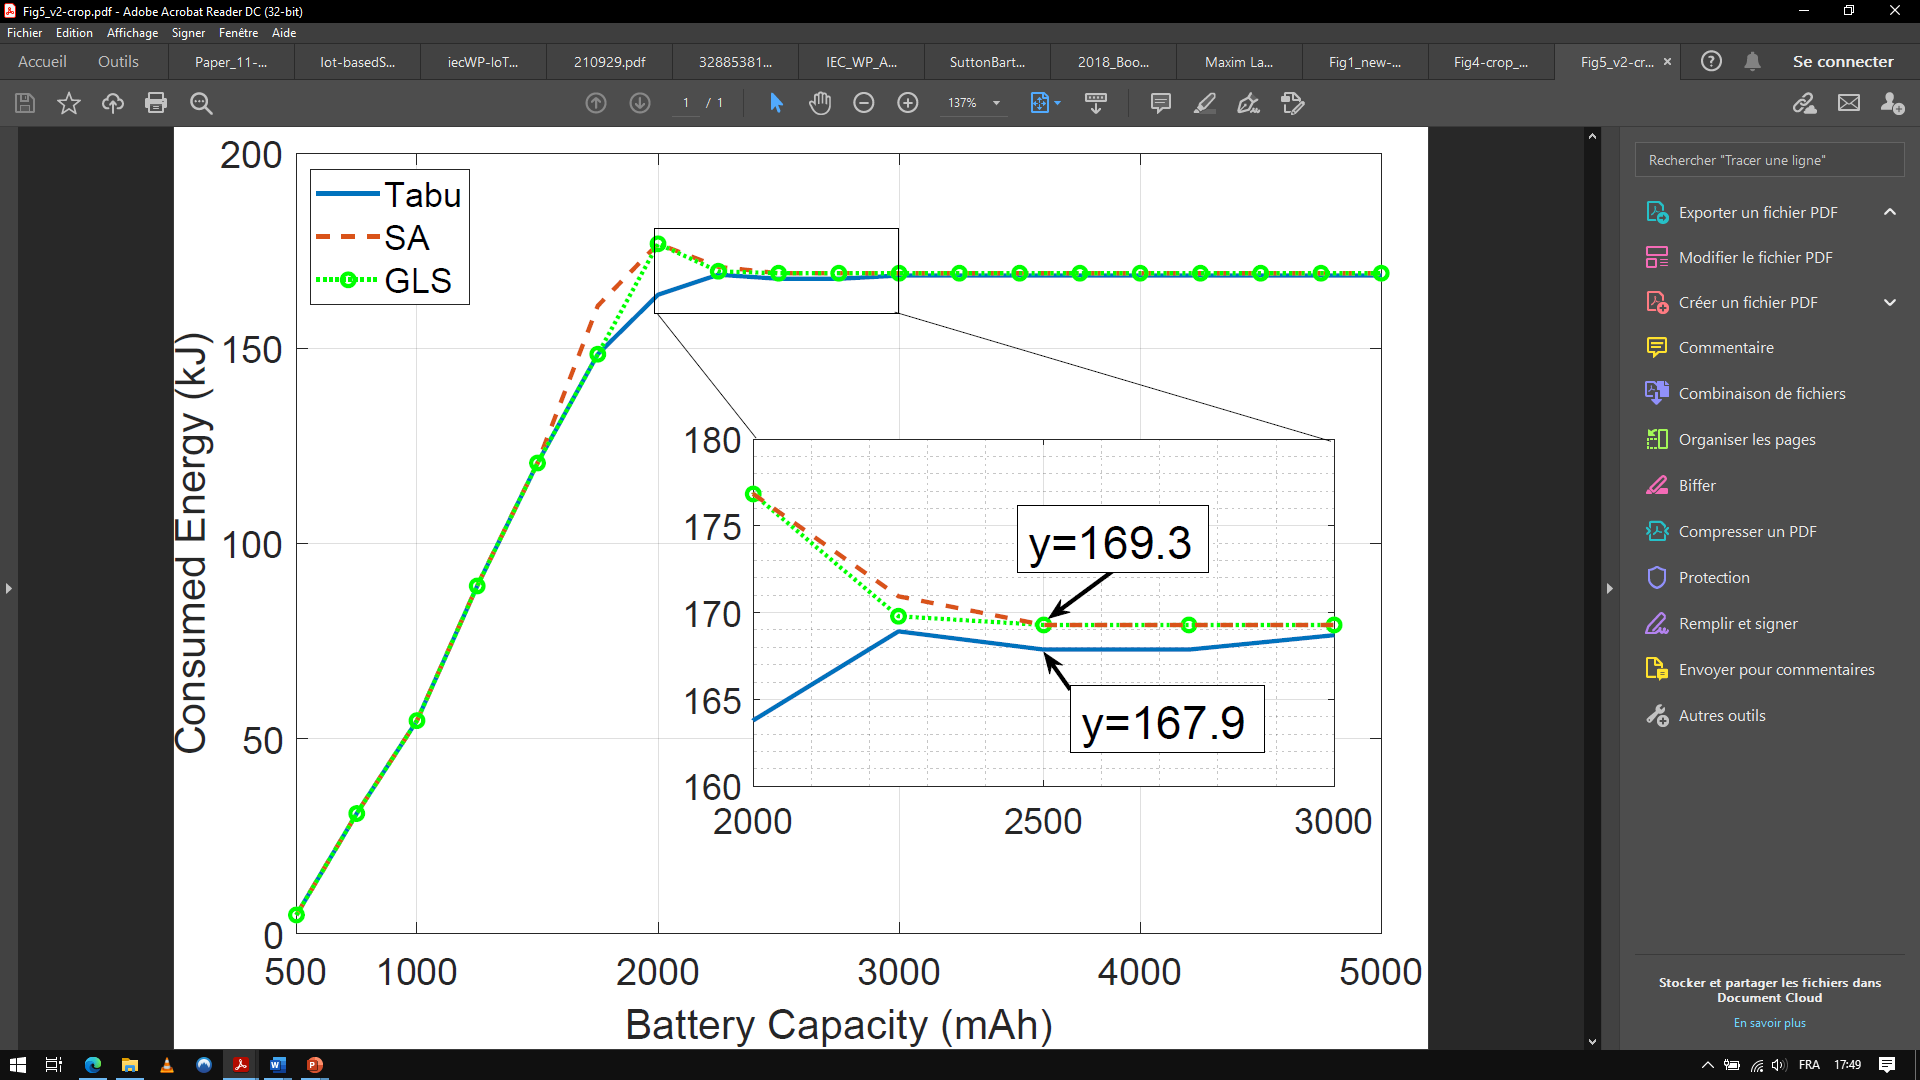 Fig5_v2-crop.pdf - Adobe Acrobat Reader DC (32-bit)
Fichier Edition Affichage Signer Fenêtre Aide
Accueil Outils Paper_11-... Iot-basedS... iecWP-IoT... 210929.pdf 32885381... IEC_WP_A... SuttonBart... 2018_Boo... Maxim La... Fig1_new-... Fig4-crop_... Fig5_v2-cr... × Se connecter
1 / 1 137%
Rechercher "Tracer une ligne"
Exporter un fichier PDF
Modifier le fichier PDF
Créer un fichier PDF
Commentaire
Combinaison de fichiers
Organiser les pages
Biffer
Compresser un PDF
Protection
Remplir et signer
Envoyer pour commentaires
Autres outils
Stocker et partager les fichiers dans
Document Cloud
En savoir plus
Consumed Energy (kJ)
200
150
100
50
0
Tabu
SA
GLS
180
175
170
165
160
2000 2500 3000
y=169.3
y=167.9
500 1000 2000 3000 4000 5000
Battery Capacity (mAh)
FRA 17:49